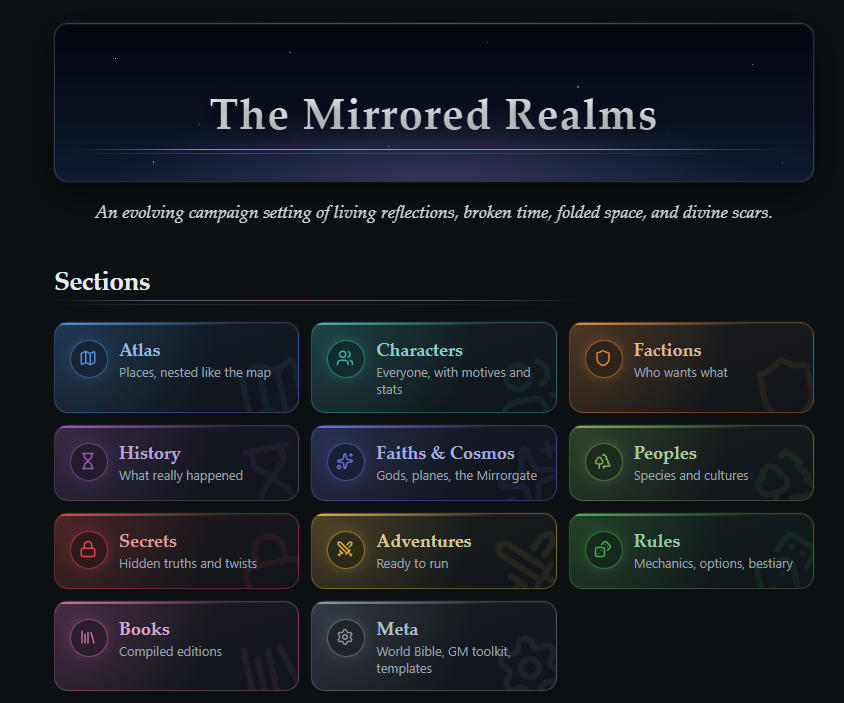 The Mirrored Realms
An evolving campaign setting of living reflections, broken time, folded space, and divine scars.
Sections
Atlas
Places, nested like the map
Characters
Everyone, with motives and
stats
Factions
Who wants what
History
What really happened
Faiths & Cosmos
Gods, planes, the Mirrorgate
Peoples
Species and cultures
Secrets
Hidden truths and twists
Adventures
Ready to run
Rules
Mechanics, options, bestiary
Books
Compiled editions
Meta
World Bible, GM toolkit,
templates